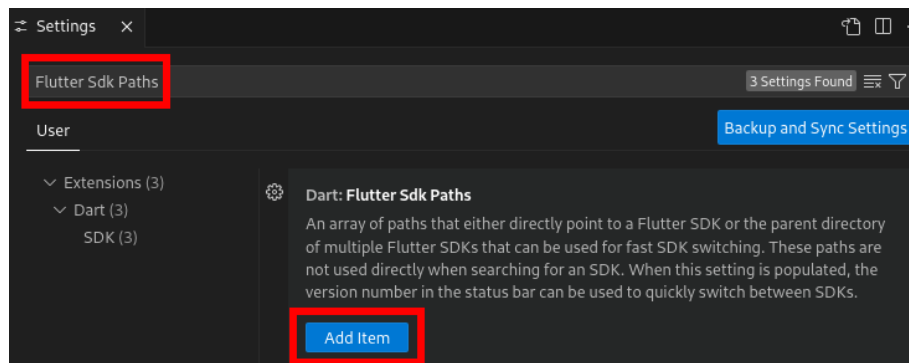 Settings
Flutter Sdk Paths
3 Settings Found
User
Backup and Sync Settings
Extensions (3)
Dart (3)
SDK (3)
Dart: Flutter Sdk Paths
An array of paths that either directly point to a Flutter SDK or the parent directory
of multiple Flutter SDKs that can be used for fast SDK switching. These paths are
not used directly when searching for an SDK. When this setting is populated, the
version number in the status bar can be used to quickly switch between SDKs.
Add Item